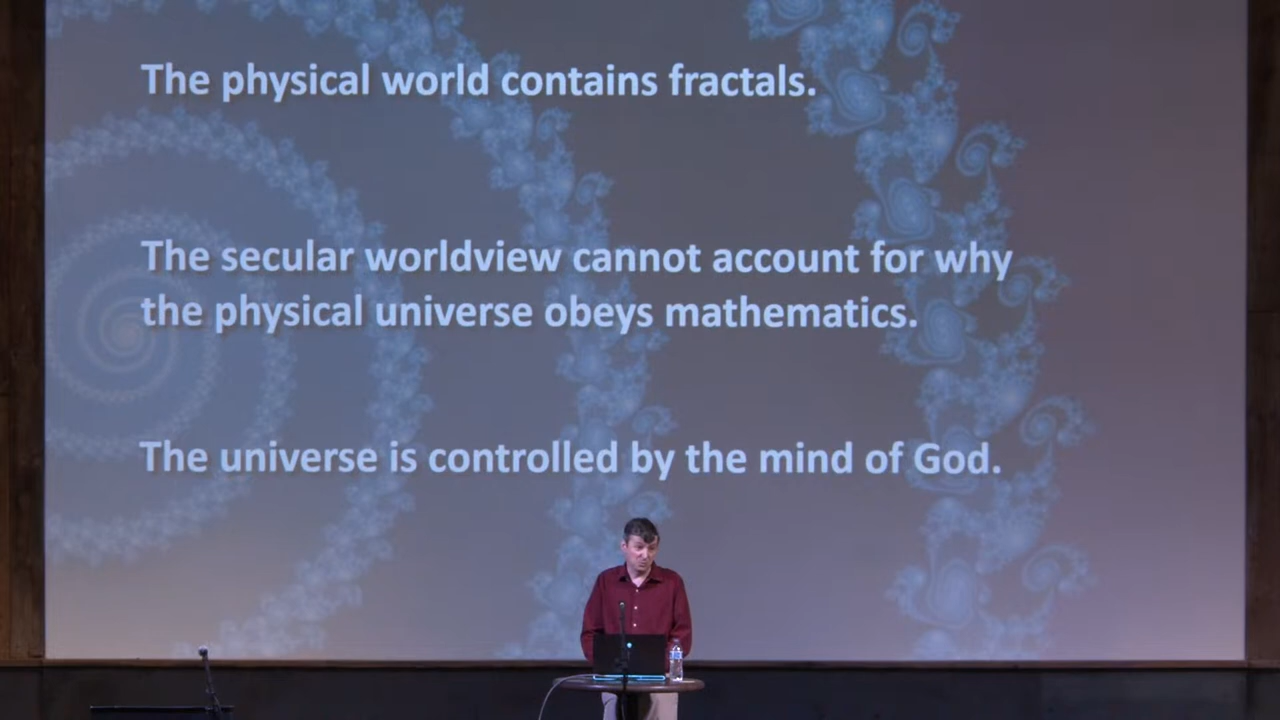 The physical world contains fractals.
The secular worldview cannot account for why
the physical universe obeys mathematics.
The universe is controlled by the mind of God.